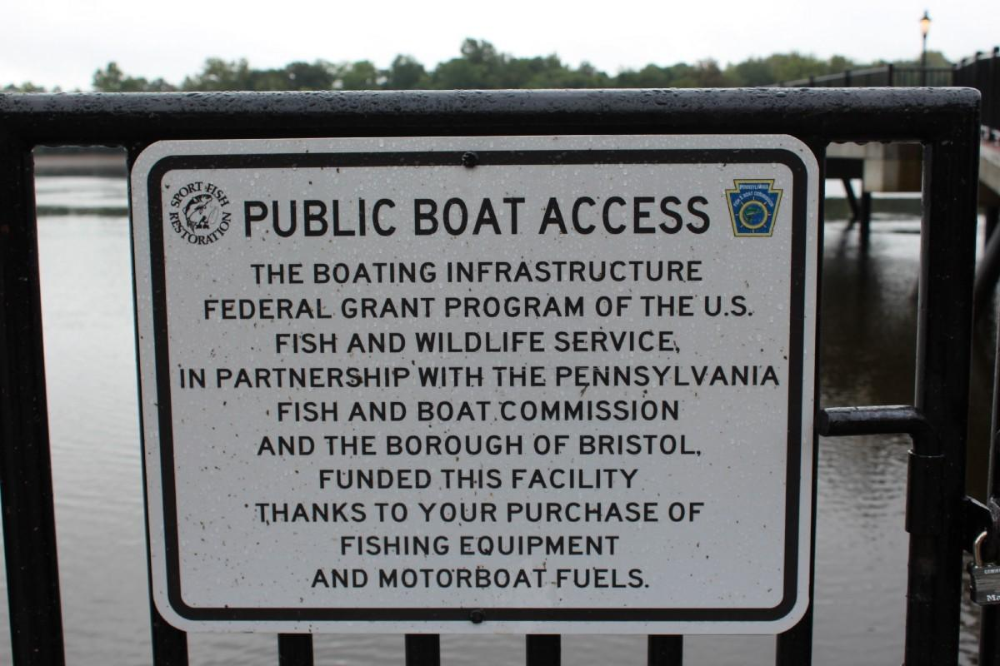 SPORT FISH
RESTORATION
PUBLIC BOAT ACCESS
PENNSYLVANIA
FISH & BOAT COMMISSION
THE BOATING INFRASTRUCTURE
FEDERAL GRANT PROGRAM OF THE U.S.
FISH AND WILDLIFE SERVICE,
IN PARTNERSHIP WITH THE PENNSYLVANIA
FISH AND BOAT COMMISSION
AND THE BOROUGH OF BRISTOL,
FUNDED THIS FACILITY
THANKS TO YOUR PURCHASE OF
FISHING EQUIPMENT
AND MOTORBOAT FUELS.